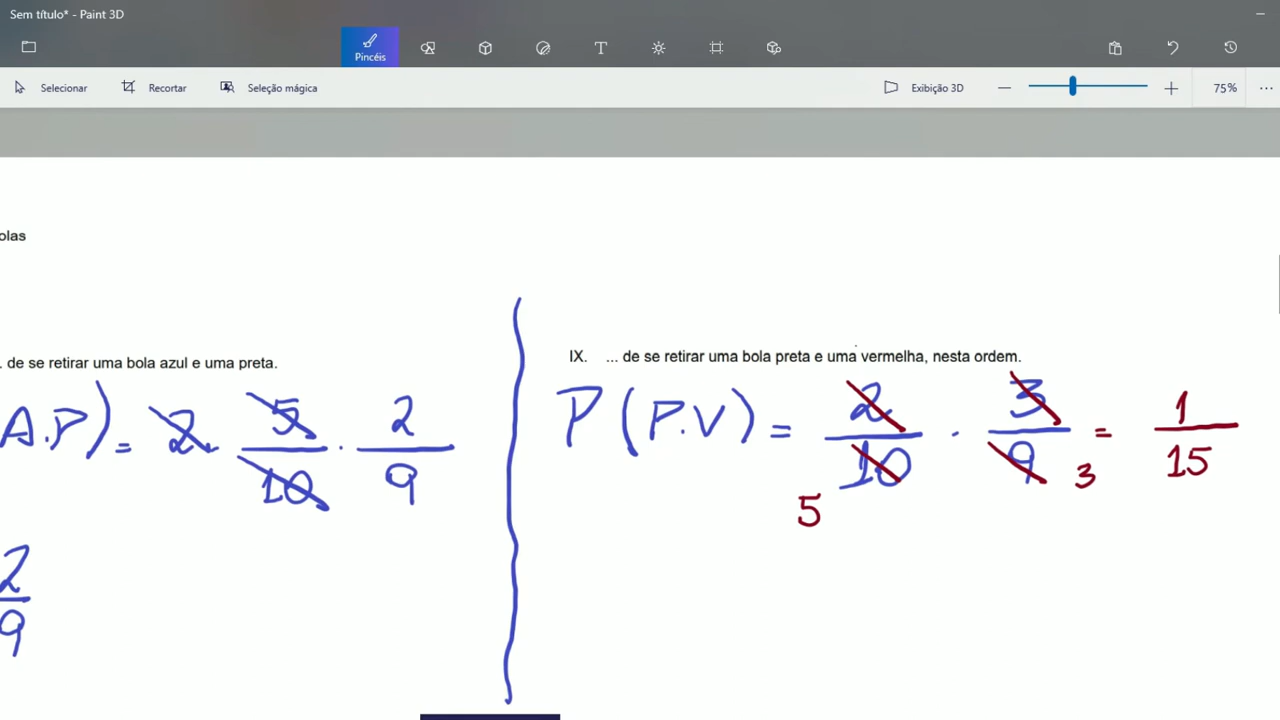 Sem título* - Paint 3D
Pincéis
Selecionar Recortar Seleção mágica Exibição 3D 75%
olas
. de se retirar uma bola azul e uma preta.
A.P) = 2 5/10 · 2/9
2/9
IX. ... de se retirar uma bola preta e uma vermelha, nesta ordem.
P (P.V) = 2/10 · 3/9 = 1/15
5 3